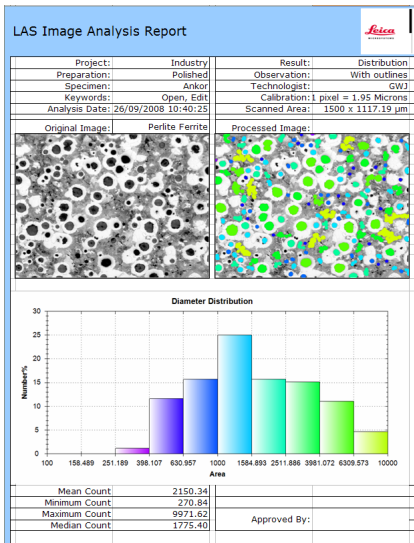 LAS Image Analysis Report
Leica
MICROSYSTEMS
Project: Industry Result: Distribution
Preparation: Polished Observation: With outlines
Specimen: Ankor Technologist: GWJ
Keywords: Open, Edit Calibration: 1 pixel = 1.95 Microns
Analysis Date: 26/09/2008 10:40:25 Scanned Area: 1500 x 1117.19 µm
Original Image: Perlite Ferrite Processed Image:
Diameter Distribution
30
25
20
15
10
5
0
Number%
100 158.489 251.189 398.107 630.957 1000 1584.893 2511.886 3981.072 6309.573 10000
Area
Mean Count 2150.34
Minimum Count 270.84
Maximum Count 9971.62
Median Count 1775.40
Approved By: